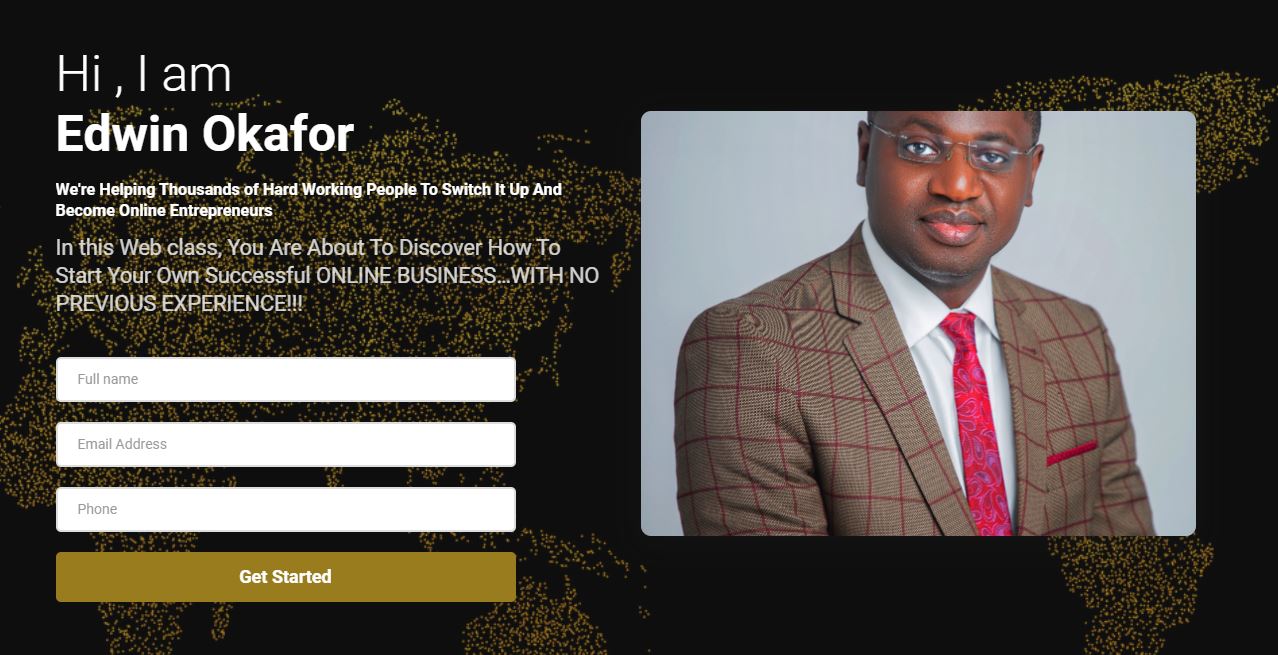 Hi , I am
Edwin Okafor
We're Helping Thousands of Hard Working People To Switch It Up And
Become Online Entrepreneurs
In this Web class, You Are About To Discover How To
Start Your Own Successful ONLINE BUSINESS...WITH NO
PREVIOUS EXPERIENCE!!!
Full name
Email Address
Phone
Get Started